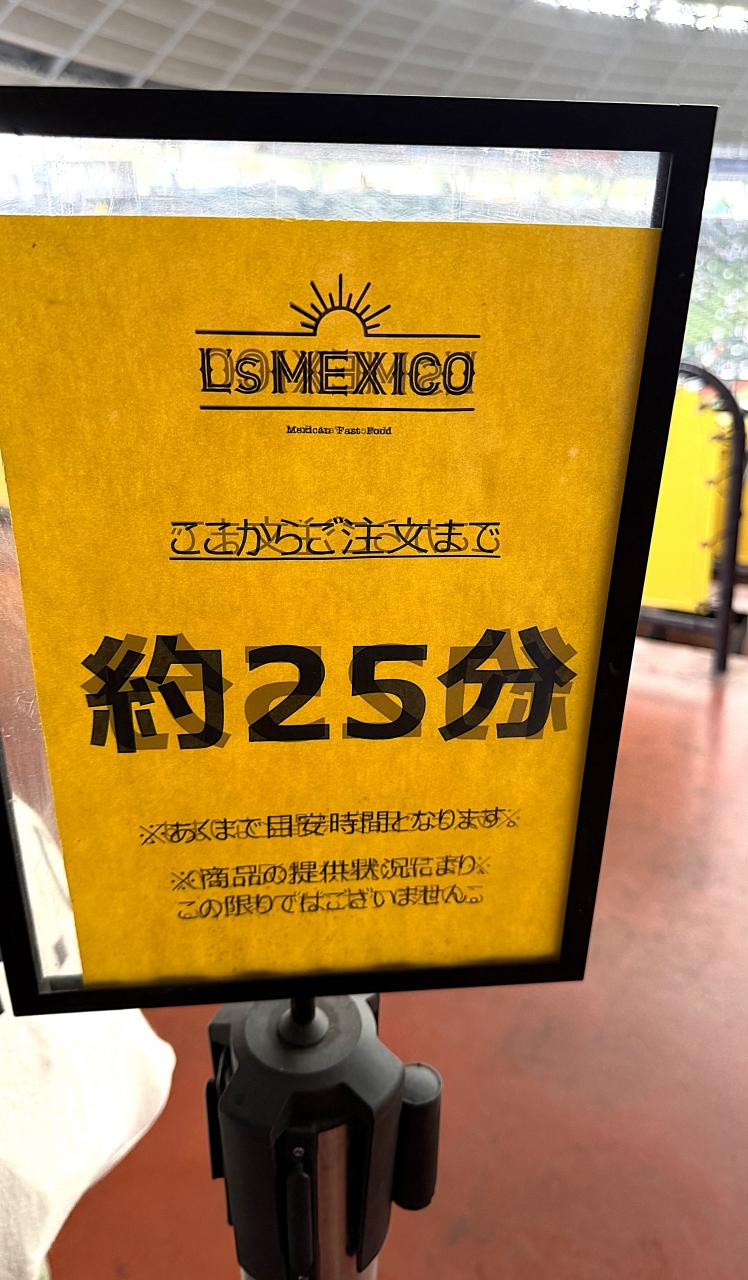 L's MEXICO
Mexican Fast Food
ここからご注文まで
約25分
※あくまで目安時間となります。
※商品の提供状況により
この限りではございません。